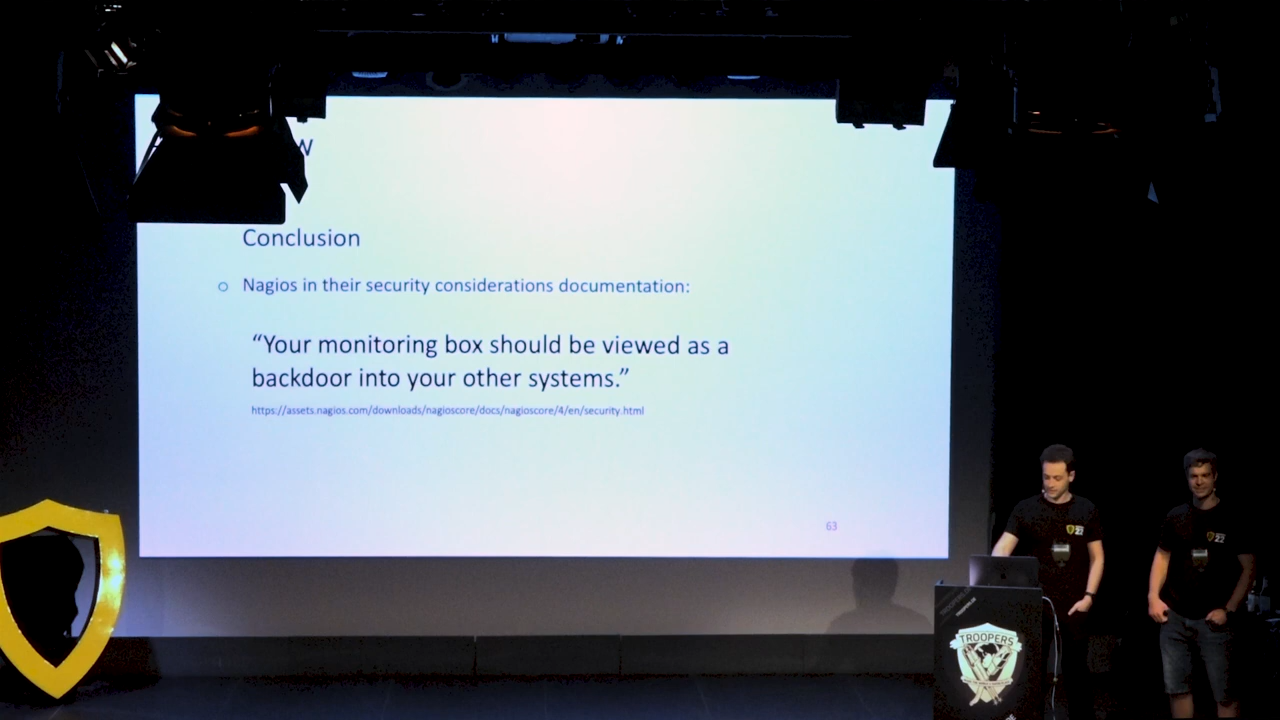 Conclusion
Nagios in their security considerations documentation:
“Your monitoring box should be viewed as a
backdoor into your other systems.”
https://assets.nagios.com/downloads/nagioscore/docs/nagioscore/4/en/security.html
63
TROOPERS